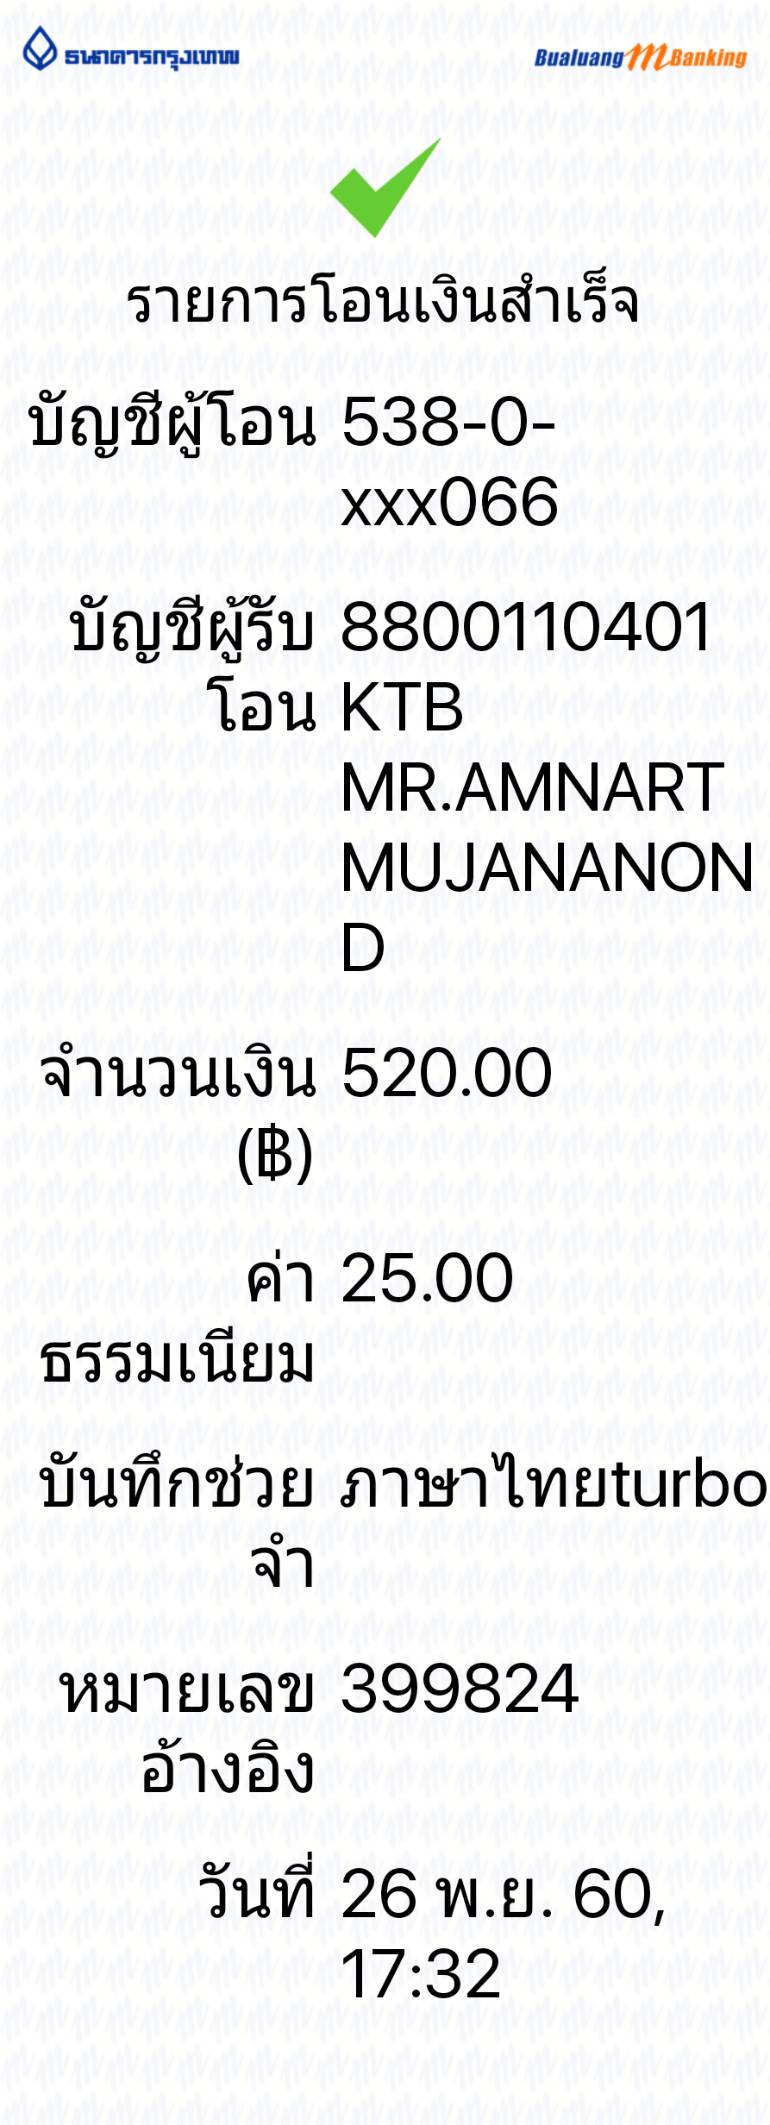 ธนาคารกรุงเทพ
Bualuang m Banking
รายการโอนเงินสำเร็จ
บัญชีผู้โอน 538-0-
xxx066
บัญชีผู้รับ 8800110401
โอน KTB
MR.AMNART
MUJANANON
D
จำนวนเงิน 520.00
(฿)
ค่า 25.00
ธรรมเนียม
บันทึกช่วย ภาษาไทยturbo
จำ
หมายเลข 399824
อ้างอิง
วันที่ 26 พ.ย. 60,
17:32